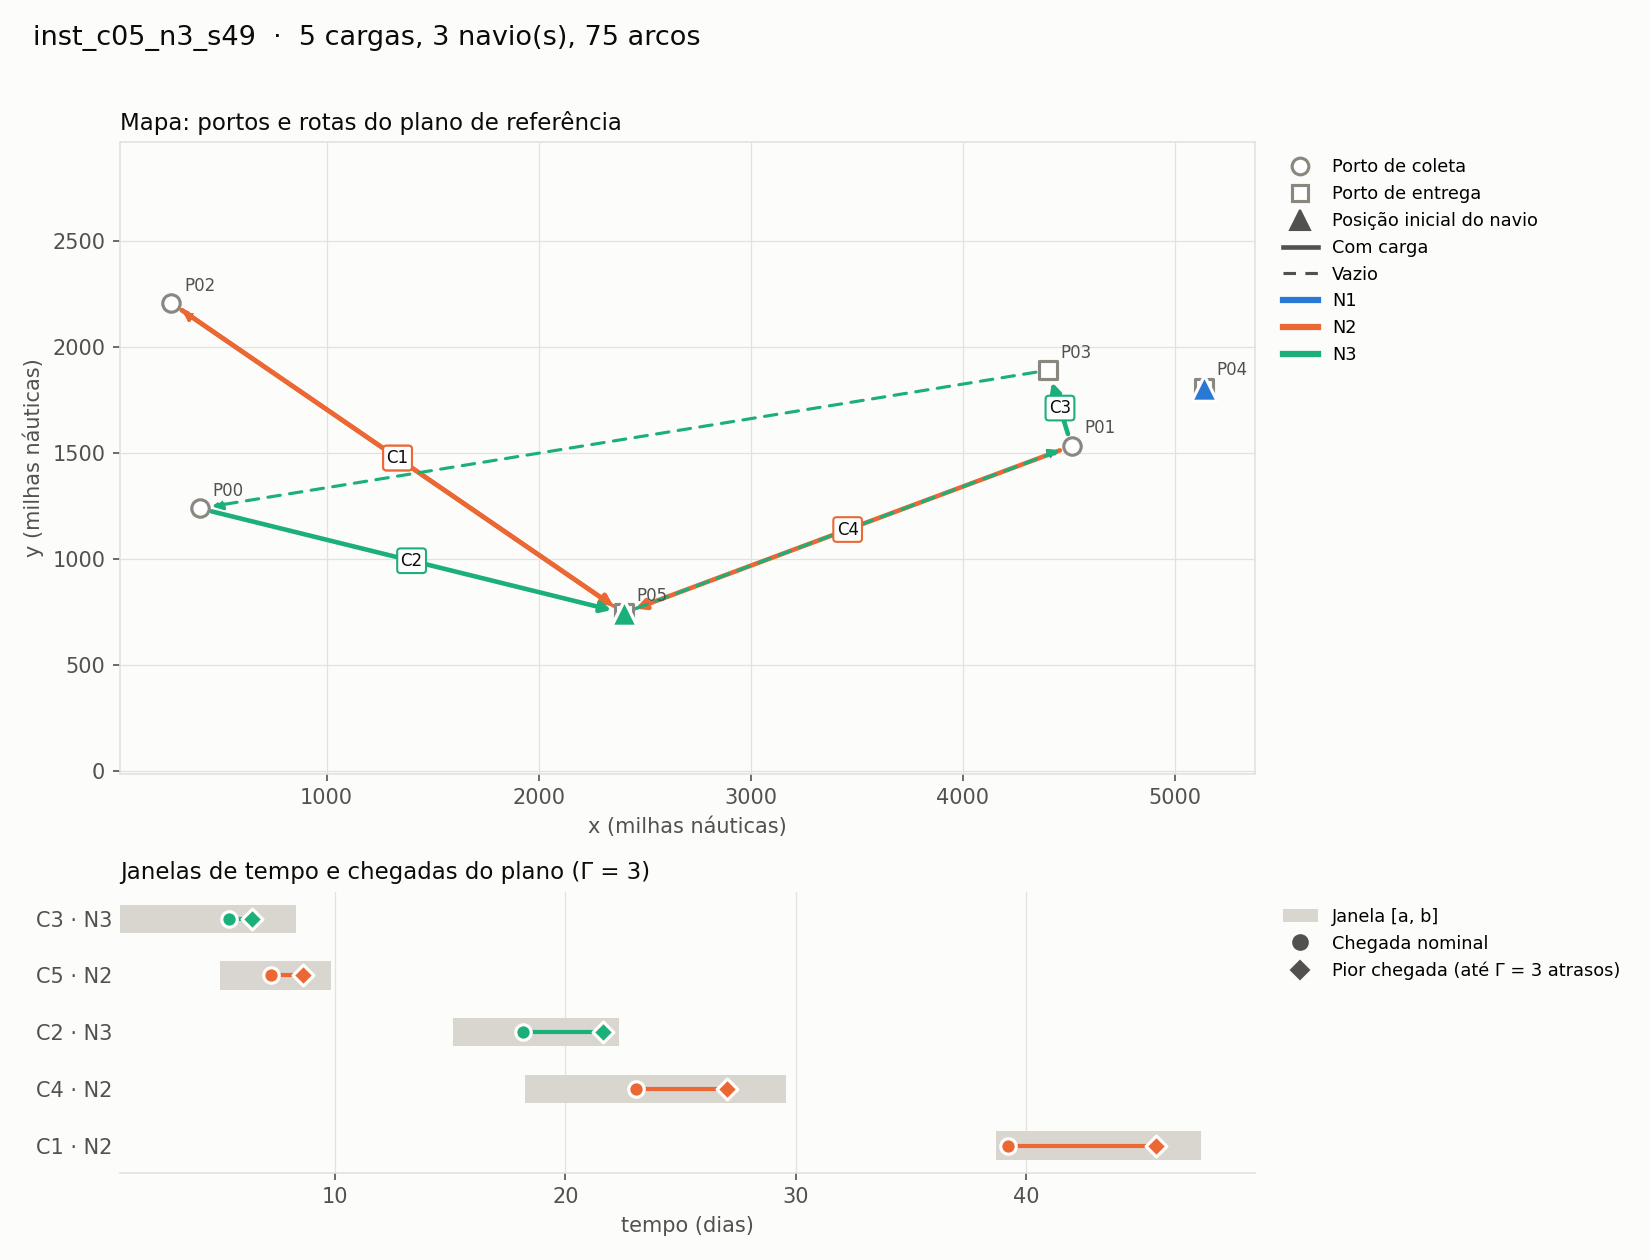 inst_c05_n3_s49  ·  5 cargas, 3 navio(s), 75 arcos
Mapa: portos e rotas do plano de referência
y (milhas náuticas)
2500
2000
1500
1000
500
0
P02
P03
P04
C3
P01
C1
P00
C4
C2
P05
1000
2000
3000
4000
5000
x (milhas náuticas)
Porto de coleta
Porto de entrega
Posição inicial do navio
Com carga
Vazio
N1
N2
N3
Janelas de tempo e chegadas do plano (Γ = 3)
C3 · N3
C5 · N2
C2 · N3
C4 · N2
C1 · N2
10
20
30
40
tempo (dias)
Janela [a, b]
Chegada nominal
Pior chegada (até Γ = 3 atrasos)